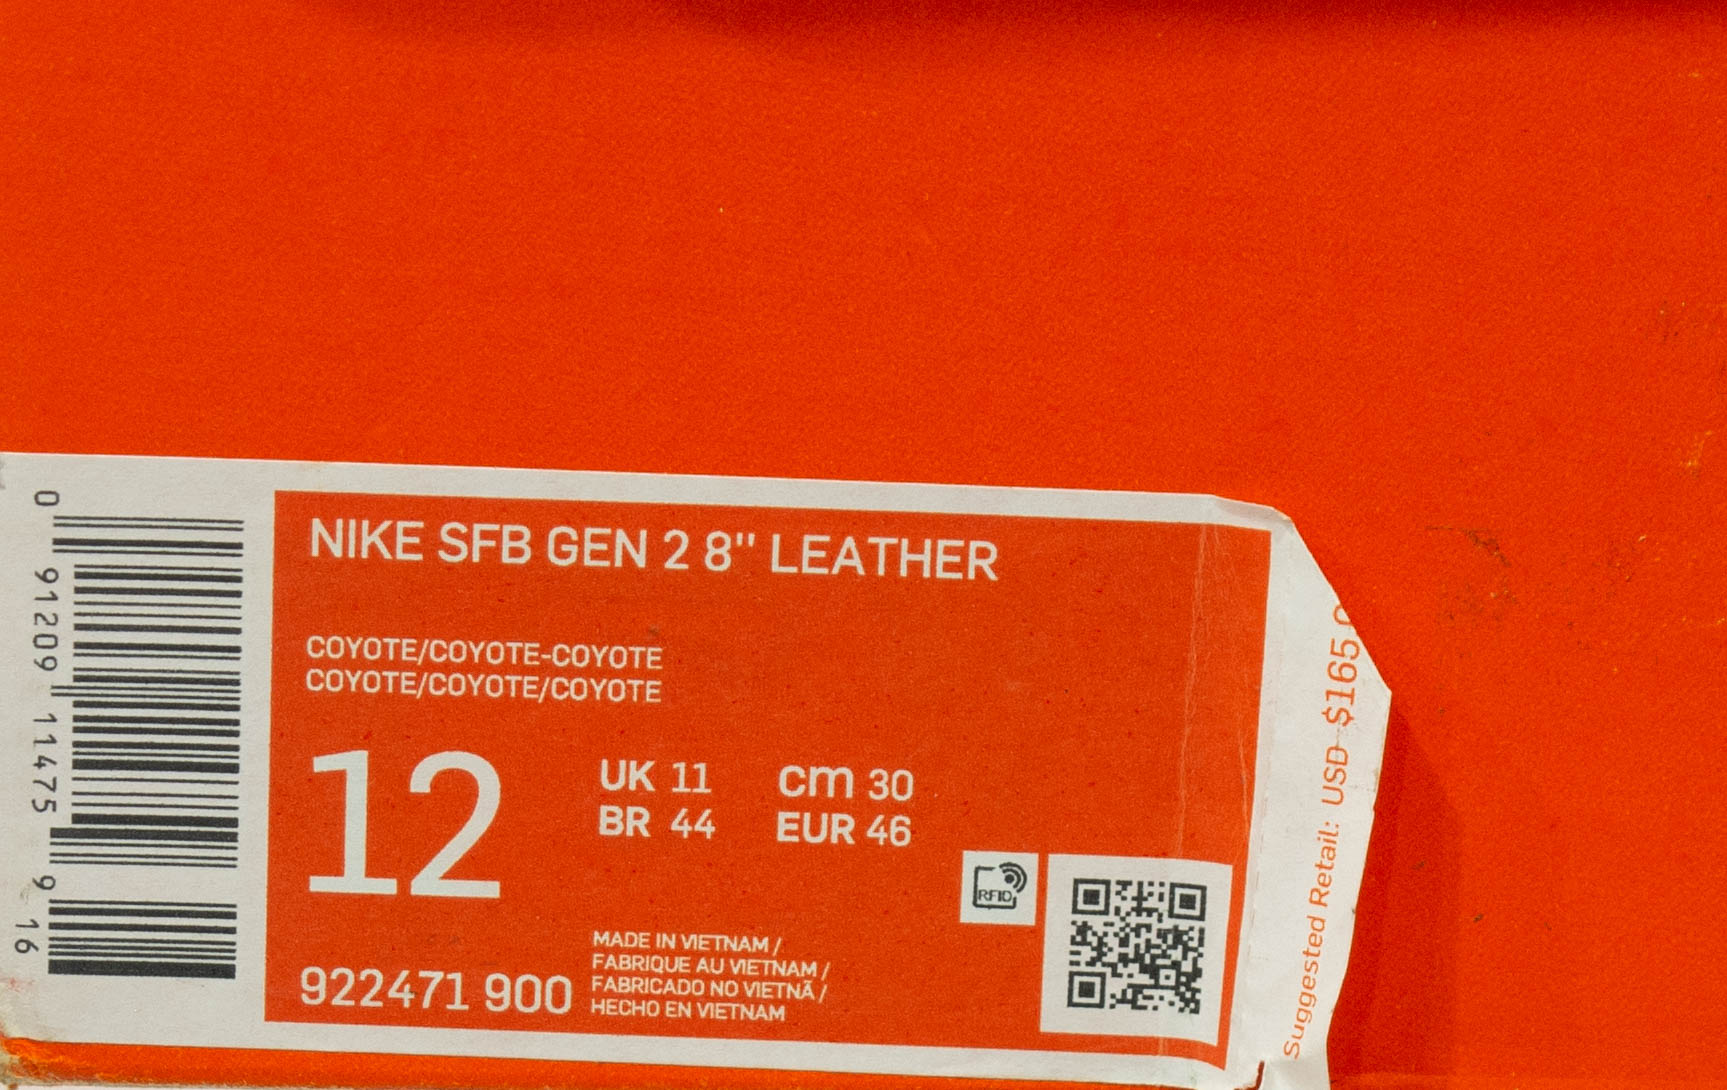 NIKE SFB GEN 2 8" LEATHER
COYOTE/COYOTE-COYOTE
COYOTE/COYOTE/COYOTE
12
UK 11
cm 30
BR 44
EUR 46
RFID
922471 900
MADE IN VIETNAM /
FABRIQUE AU VIETNAM /
FABRICADO NO VIETNÃ /
HECHO EN VIETNAM
0 91209 11475 9 16
Suggested Retail: USD $165.0